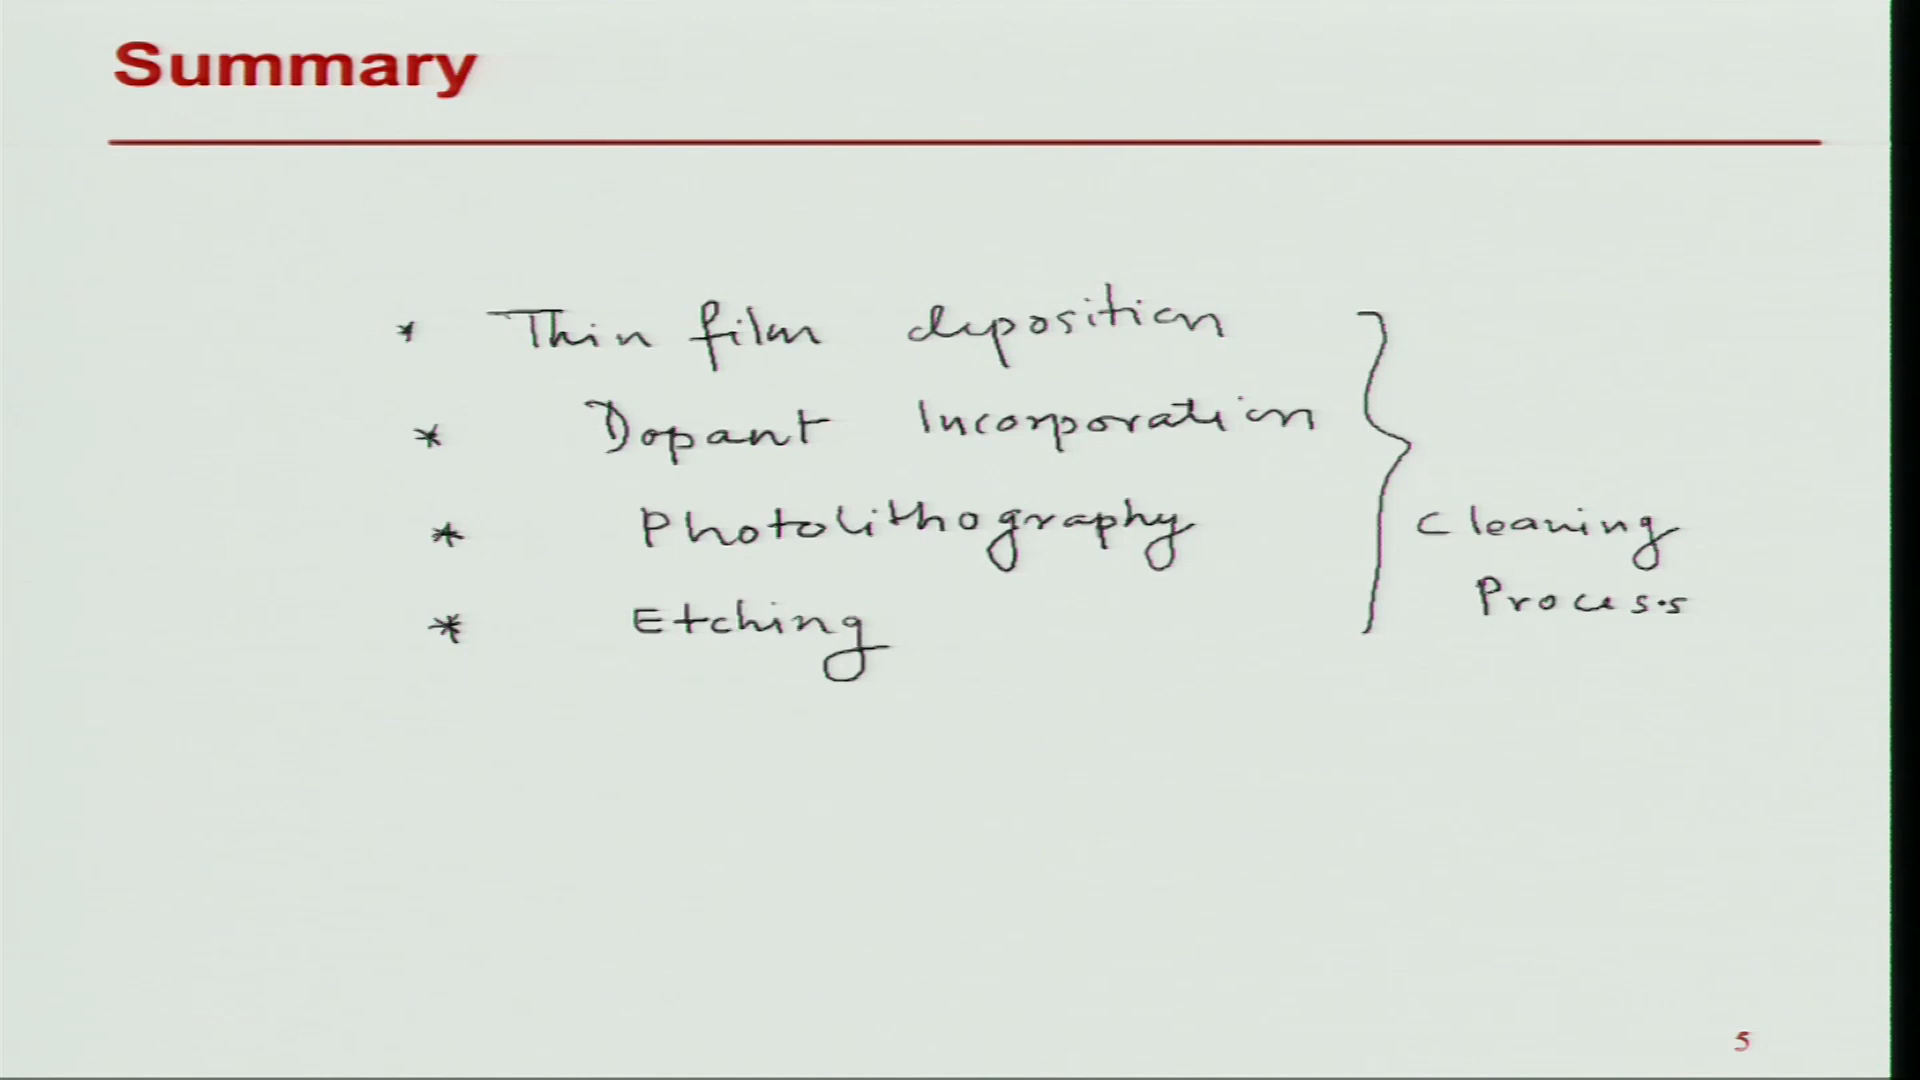 Summary
* Thin film deposition
* Dopant Incorporation
* Photolithography
* Etching
Cleaning
Process
5